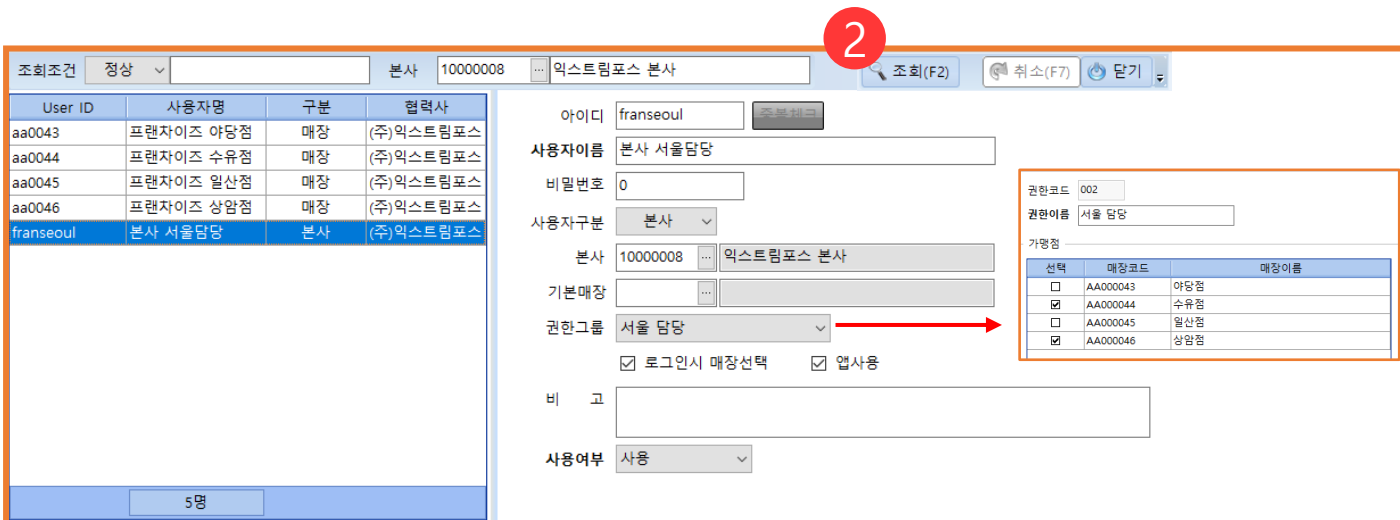 2
조회조건 정상 본사 10000008 ... 익스트림포스 본사 조회(F2) 취소(F7) 닫기
User ID 사용자명 구분 협력사
aa0043 프랜차이즈 야당점 매장 (주)익스트림포스
aa0044 프랜차이즈 수유점 매장 (주)익스트림포스
aa0045 프랜차이즈 일산점 매장 (주)익스트림포스
aa0046 프랜차이즈 상암점 매장 (주)익스트림포스
franseoul 본사 서울담당 본사 (주)익스트림포스
5명
아이디 franseoul 중복체크
사용자이름 본사 서울담당
비밀번호 0
사용자구분 본사
본사 10000008 ... 익스트림포스 본사
기본매장 ...
권한그룹 서울 담당
로그인시 매장선택 앱사용
비 고
사용여부 사용
권한코드 002
권한이름 서울 담당
가맹점
선택 매장코드 매장이름
AA000043 야당점
AA000044 수유점
AA000045 일산점
AA000046 상암점